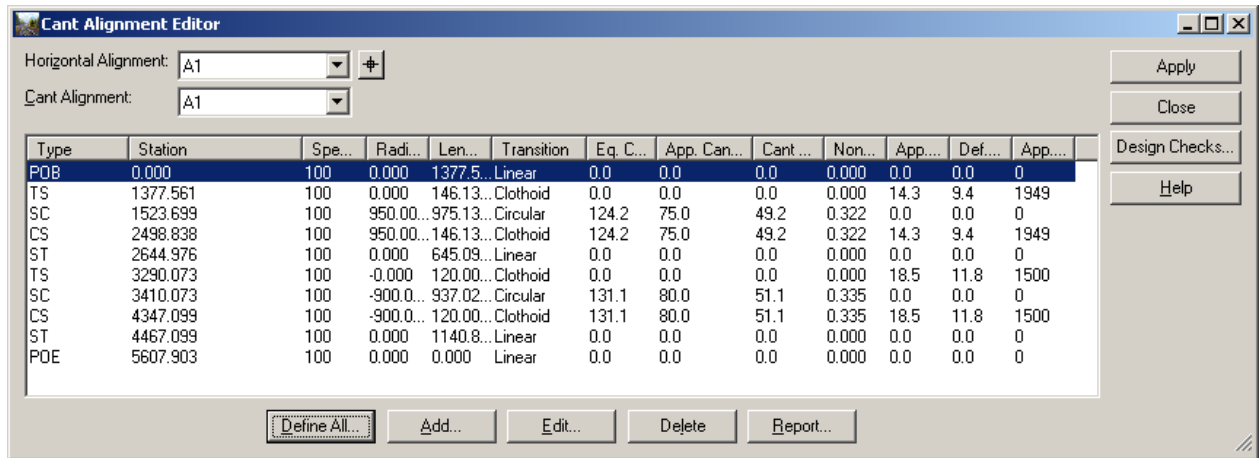 Cant Alignment Editor
Horizontal Alignment: A1
Cant Alignment: A1
Apply
Close
Design Checks...
Help
Type Station Spe... Radi... Len... Transition Eq. C... App. Can... Cant ... Non... App.... Def.... App....
POB 0.000 100 0.000 1377.5... Linear 0.0 0.0 0.0 0.000 0.0 0.0 0
TS 1377.561 100 0.000 146.13... Clothoid 0.0 0.0 0.0 0.000 14.3 9.4 1949
SC 1523.699 100 950.00... 975.13... Circular 124.2 75.0 49.2 0.322 0.0 0.0 0
CS 2498.838 100 950.00... 146.13... Clothoid 124.2 75.0 49.2 0.322 14.3 9.4 1949
ST 2644.976 100 0.000 645.09... Linear 0.0 0.0 0.0 0.000 0.0 0.0 0
TS 3290.073 100 -0.000 120.00... Clothoid 0.0 0.0 0.0 0.000 18.5 11.8 1500
SC 3410.073 100 -900.0... 937.02... Circular 131.1 80.0 51.1 0.335 0.0 0.0 0
CS 4347.099 100 -900.0... 120.00... Clothoid 131.1 80.0 51.1 0.335 18.5 11.8 1500
ST 4467.099 100 0.000 1140.8... Linear 0.0 0.0 0.0 0.000 0.0 0.0 0
POE 5607.903 100 0.000 0.000 Linear 0.0 0.0 0.0 0.000 0.0 0.0 0
Define All... Add... Edit... Delete Report...